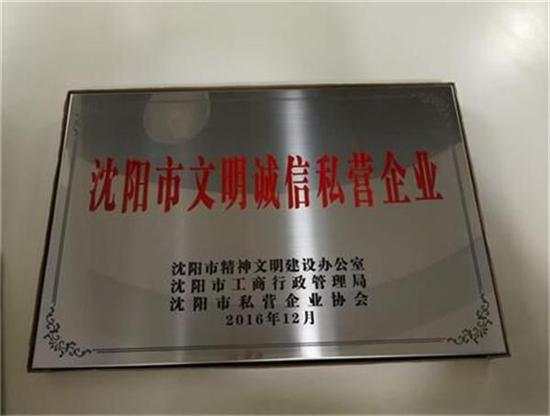 沈阳市文明诚信私营企业
沈阳市精神文明建设办公室
沈阳市工商行政管理局
沈阳市私营企业协会
2016年12月